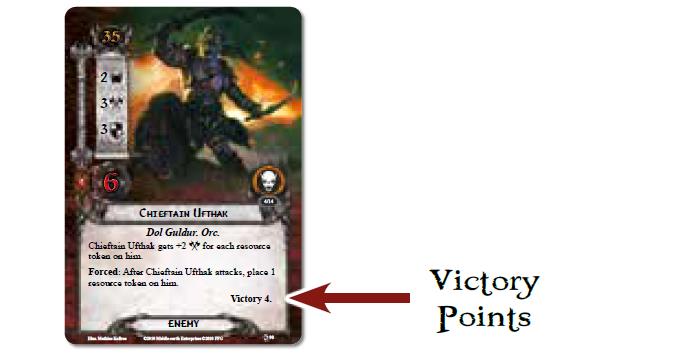 35
2
3
3
6
4/14
CHIEFTAIN UFTHAK
Dol Guldur. Orc.
Chieftain Ufthak gets +2 for each resource
token on him.
Forced: After Chieftain Ufthak attacks, place 1
resource token on him.
Victory 4.
ENEMY
Victory
Points